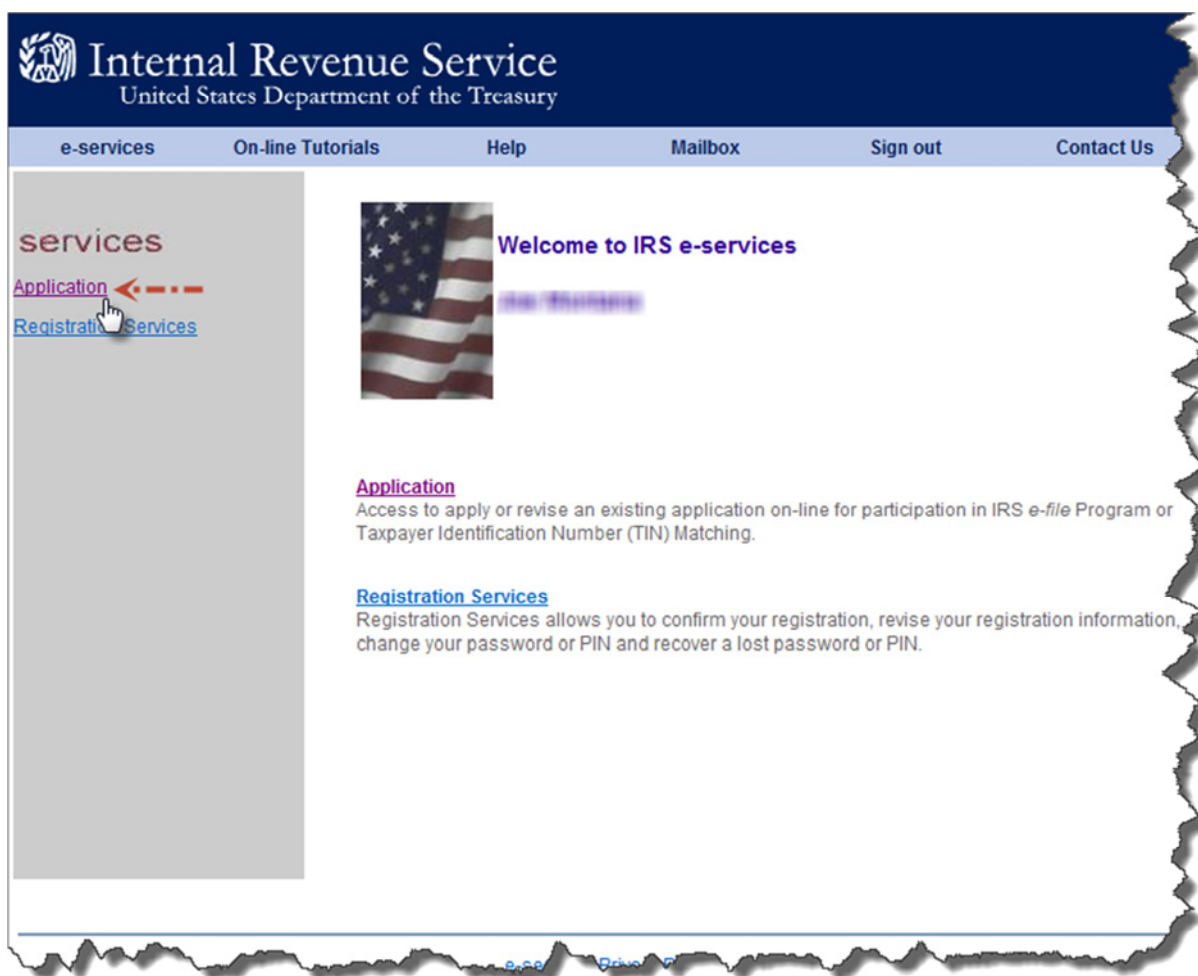 Internal Revenue Service
United States Department of the Treasury
e-services On-line Tutorials Help Mailbox Sign out Contact Us
services
Application
Registration Services
Welcome to IRS e-services
Application
Access to apply or revise an existing application on-line for participation in IRS e-file Program or
Taxpayer Identification Number (TIN) Matching.
Registration Services
Registration Services allows you to confirm your registration, revise your registration information,
change your password or PIN and recover a lost password or PIN.